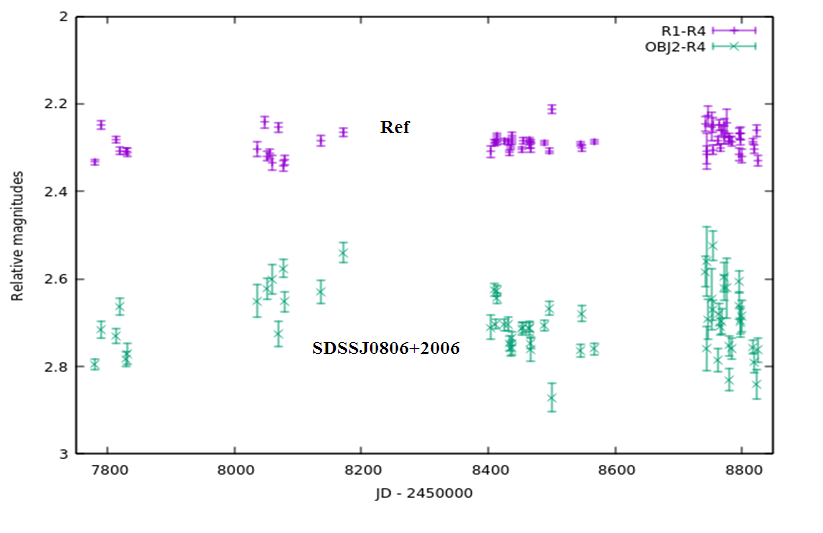 2
R1-R4
OBJ2-R4
2.2
Ref
2.4
Relative magnitudes
2.6
SDSSJ0806+2006
2.8
3
7800 8000 8200 8400 8600 8800
JD - 2450000